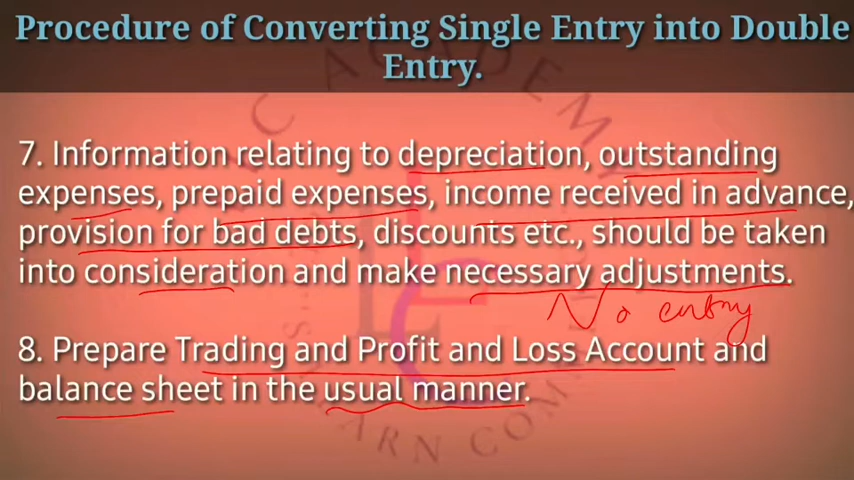 Procedure of Converting Single Entry into Double
Entry.
7. Information relating to depreciation, outstanding
expenses, prepaid expenses, income received in advance,
provision for bad debts, discounts etc., should be taken
into consideration and make necessary adjustments.
No entry
8. Prepare Trading and Profit and Loss Account and
balance sheet in the usual manner.